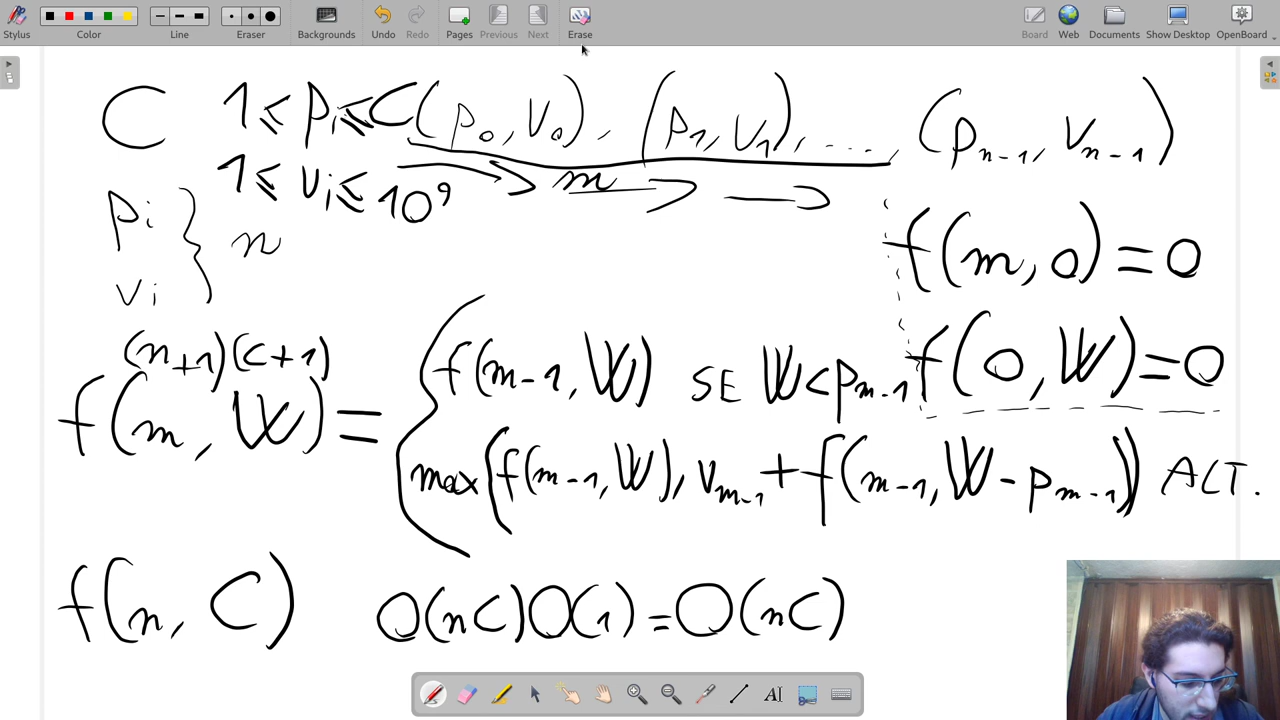 Stylus Color Line Eraser Backgrounds Undo Redo Pages Previous Next Erase Board Web Documents Show Desktop OpenBoard
C 1 ≤ pᵢ ≤ C (p₀, v₀), (p₁, v₁), ..., (pₙ₋₁, vₙ₋₁)
1 ≤ vᵢ ≤ 10⁹ m
pᵢ } n
vᵢ
f(m, 0) = 0
f(0, W) = 0
(n+1)(C+1)
f(m, W) = {
f(m-1, W) SE W < pₘ₋₁
max(f(m-1, W), vₘ₋₁ + f(m-1, W - pₘ₋₁)) ALT.
f(n, C) O(nC)O(1) = O(nC)